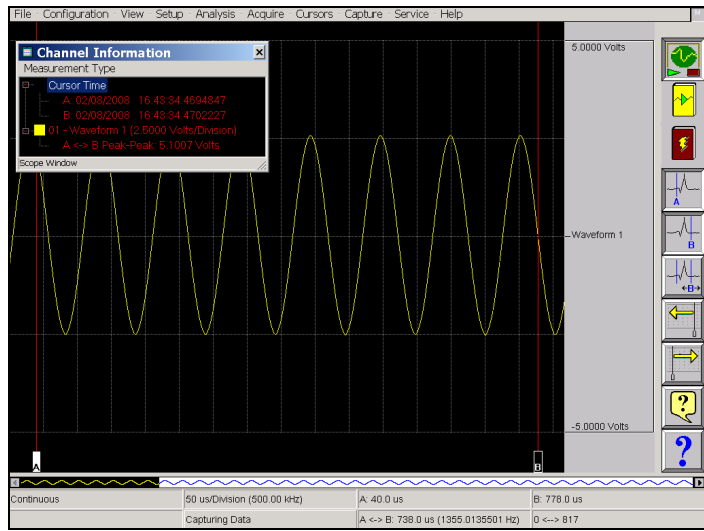 File Configuration View Setup Analysis Acquire Cursors Capture Service Help
5.0000 Volts
Channel Information
Measurement Type
Cursor Time
A: 02/08/2008 16:43:34.4694847
B: 02/08/2008 16:43:34.4702227
01 - Waveform 1 (2.5000 Volts/Division)
A <-> B Peak-Peak: 5.1007 Volts
Scope Window
A
B
Waveform 1
<-B->
-5.0000 Volts
?
?
A
B
Continuous
50 us/Division (500.00 kHz)
A: 40.0 us
B: 778.0 us
Capturing Data
A <-> B: 738.0 us (1355.0135501 Hz)
0 <--> 817